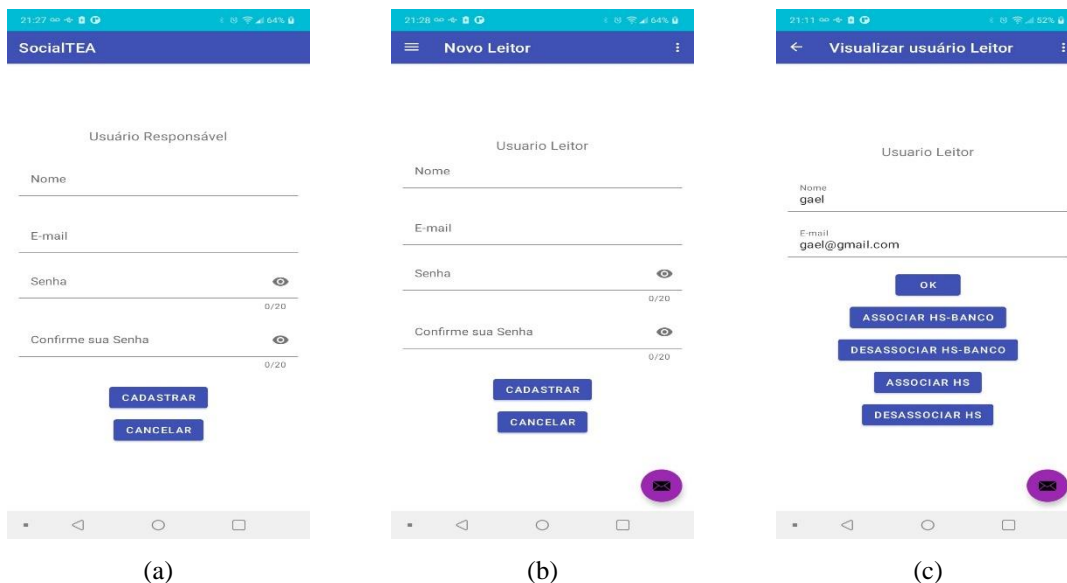 21:27
64%
SocialTEA
Usuário Responsável
Nome
E-mail
Senha
0/20
Confirme sua Senha
0/20
CADASTRAR
CANCELAR
(a)
21:28
64%
Novo Leitor
Usuario Leitor
Nome
E-mail
Senha
0/20
Confirme sua Senha
0/20
CADASTRAR
CANCELAR
(b)
21:11
52%
Visualizar usuário Leitor
Usuario Leitor
Nome
gael
E-mail
gael@gmail.com
OK
ASSOCIAR HS-BANCO
DESASSOCIAR HS-BANCO
ASSOCIAR HS
DESASSOCIAR HS
(c)